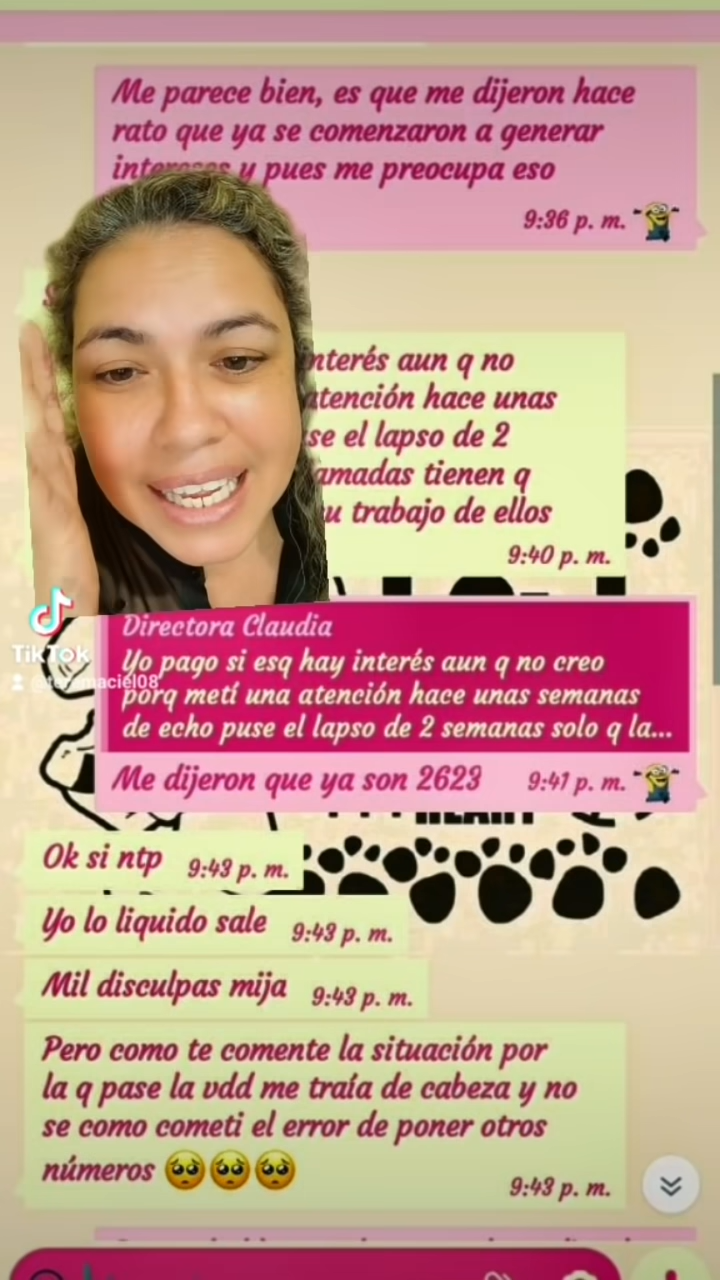 Me parece bien, es que me dijeron hace
rato que ya se comenzaron a generar
intereses y pues me preocupa eso
9:36 p. m.
interés aun q no
atención hace unas
se el lapso de 2
amadas tienen q
u trabajo de ellos
9:40 p. m.
Directora Claudia
Yo pago si esq hay interés aun q no creo
porq metí una atención hace unas semanas
de echo puse el lapso de 2 semanas solo q la...
Me dijeron que ya son 2623 9:41 p. m.
TikTok
Ok si ntp 9:43 p. m.
Yo lo liquido sale 9:43 p. m.
Mil disculpas mija 9:43 p. m.
Pero como te comente la situación por
la q pase la vdd me traía de cabeza y no
se como cometi el error de poner otros
números 🥺🥺🥺
9:43 p. m.